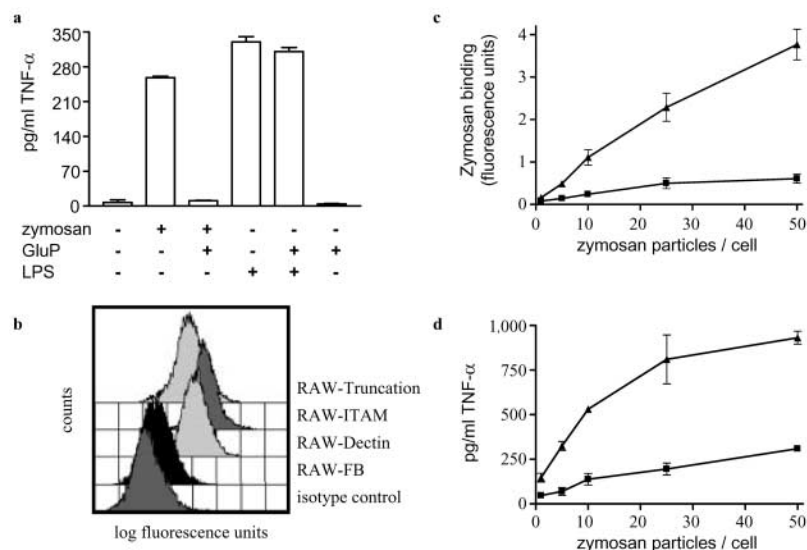 a
pg/ml TNF-α
350
280
210
140
70
0
zymosan - + + - - -
GluP - - + - + +
LPS - - - + + -
b
counts
RAW-Truncation
RAW-ITAM
RAW-Dectin
RAW-FB
isotype control
log fluorescence units
c
Zymosan binding
(fluorescence units)
4
3
2
1
0
0 10 20 30 40 50
zymosan particles / cell
d
pg/ml TNF-α
1,000
750
500
250
0
0 10 20 30 40 50
zymosan particles / cell